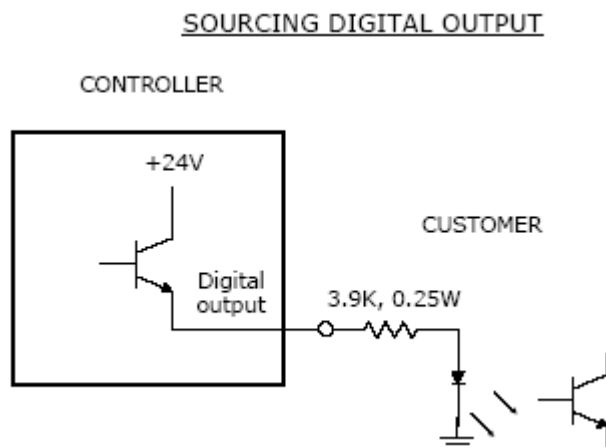 SOURCING DIGITAL OUTPUT
CONTROLLER
+24V
CUSTOMER
Digital
output
3.9K, 0.25W